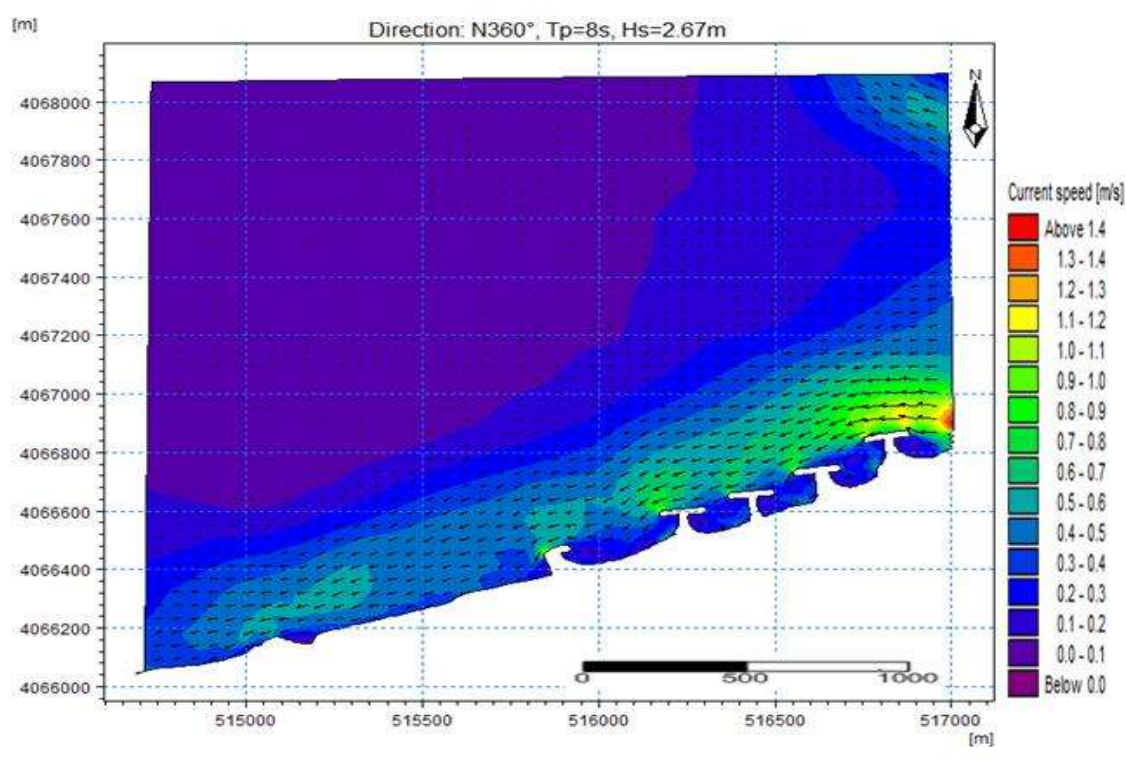 [m]
Direction: N360°, Tp=8s, Hs=2.67m
N
4068000
4067800
4067600
4067400
4067200
4067000
4066800
4066600
4066400
4066200
4066000
515000 515500 516000 516500 517000
[m]
0 500 1000
Current speed [m/s]
Above 1.4
1.3 - 1.4
1.2 - 1.3
1.1 - 1.2
1.0 - 1.1
0.9 - 1.0
0.8 - 0.9
0.7 - 0.8
0.6 - 0.7
0.5 - 0.6
0.4 - 0.5
0.3 - 0.4
0.2 - 0.3
0.1 - 0.2
0.0 - 0.1
Below 0.0